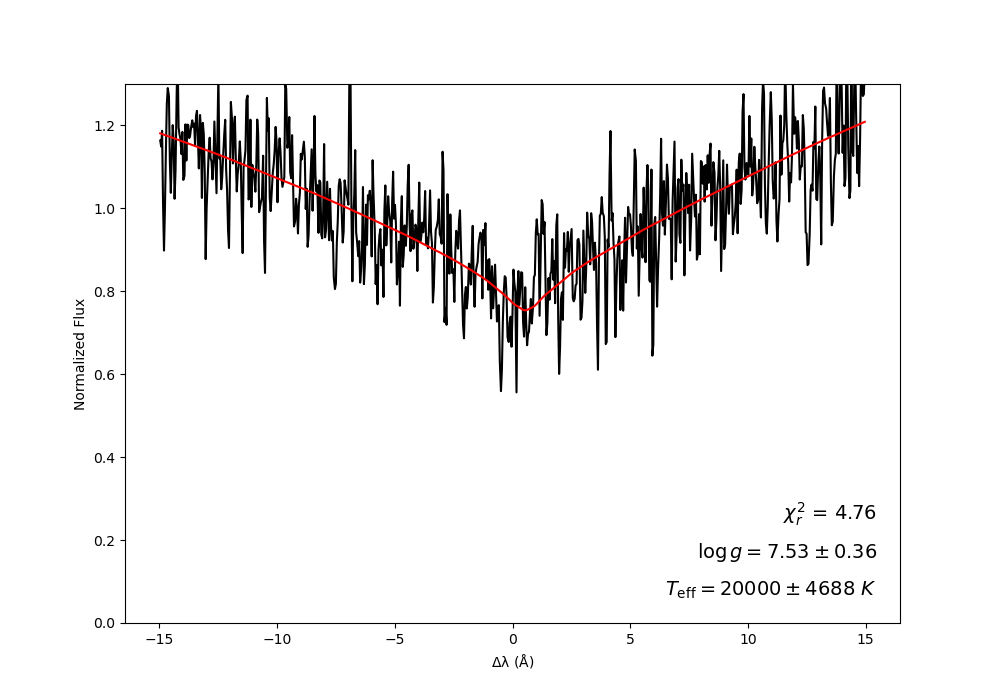 1.2
1.0
0.8
0.6
0.4
0.2
0.0
Normalized Flux
χ²ᵣ = 4.76
log g = 7.53 ± 0.36
T_eff = 20000 ± 4688 K
−15 −10 −5 0 5 10 15
Δλ (Å)